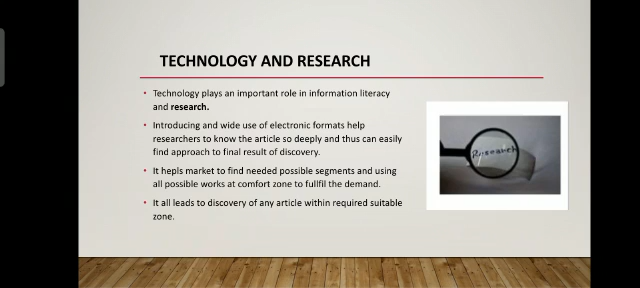 TECHNOLOGY AND RESEARCH
Technology plays an important role in information literacy
and research.
Introducing and wide use of electronic formats help
researchers to know the article so deeply and thus can easily
find approach to final result of discovery.
It hepls market to find needed possible segments and using
all possible works at comfort zone to fullfil the demand.
It all leads to discovery of any article within required suitable
zone.
Research